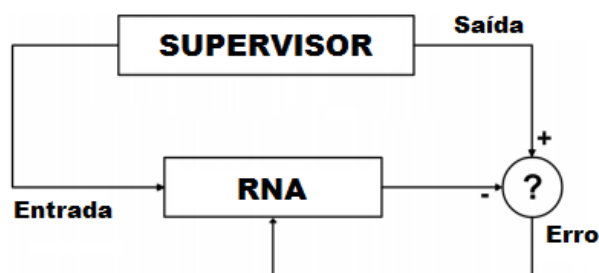 Saída
SUPERVISOR
+
RNA
-
?
Entrada
Erro